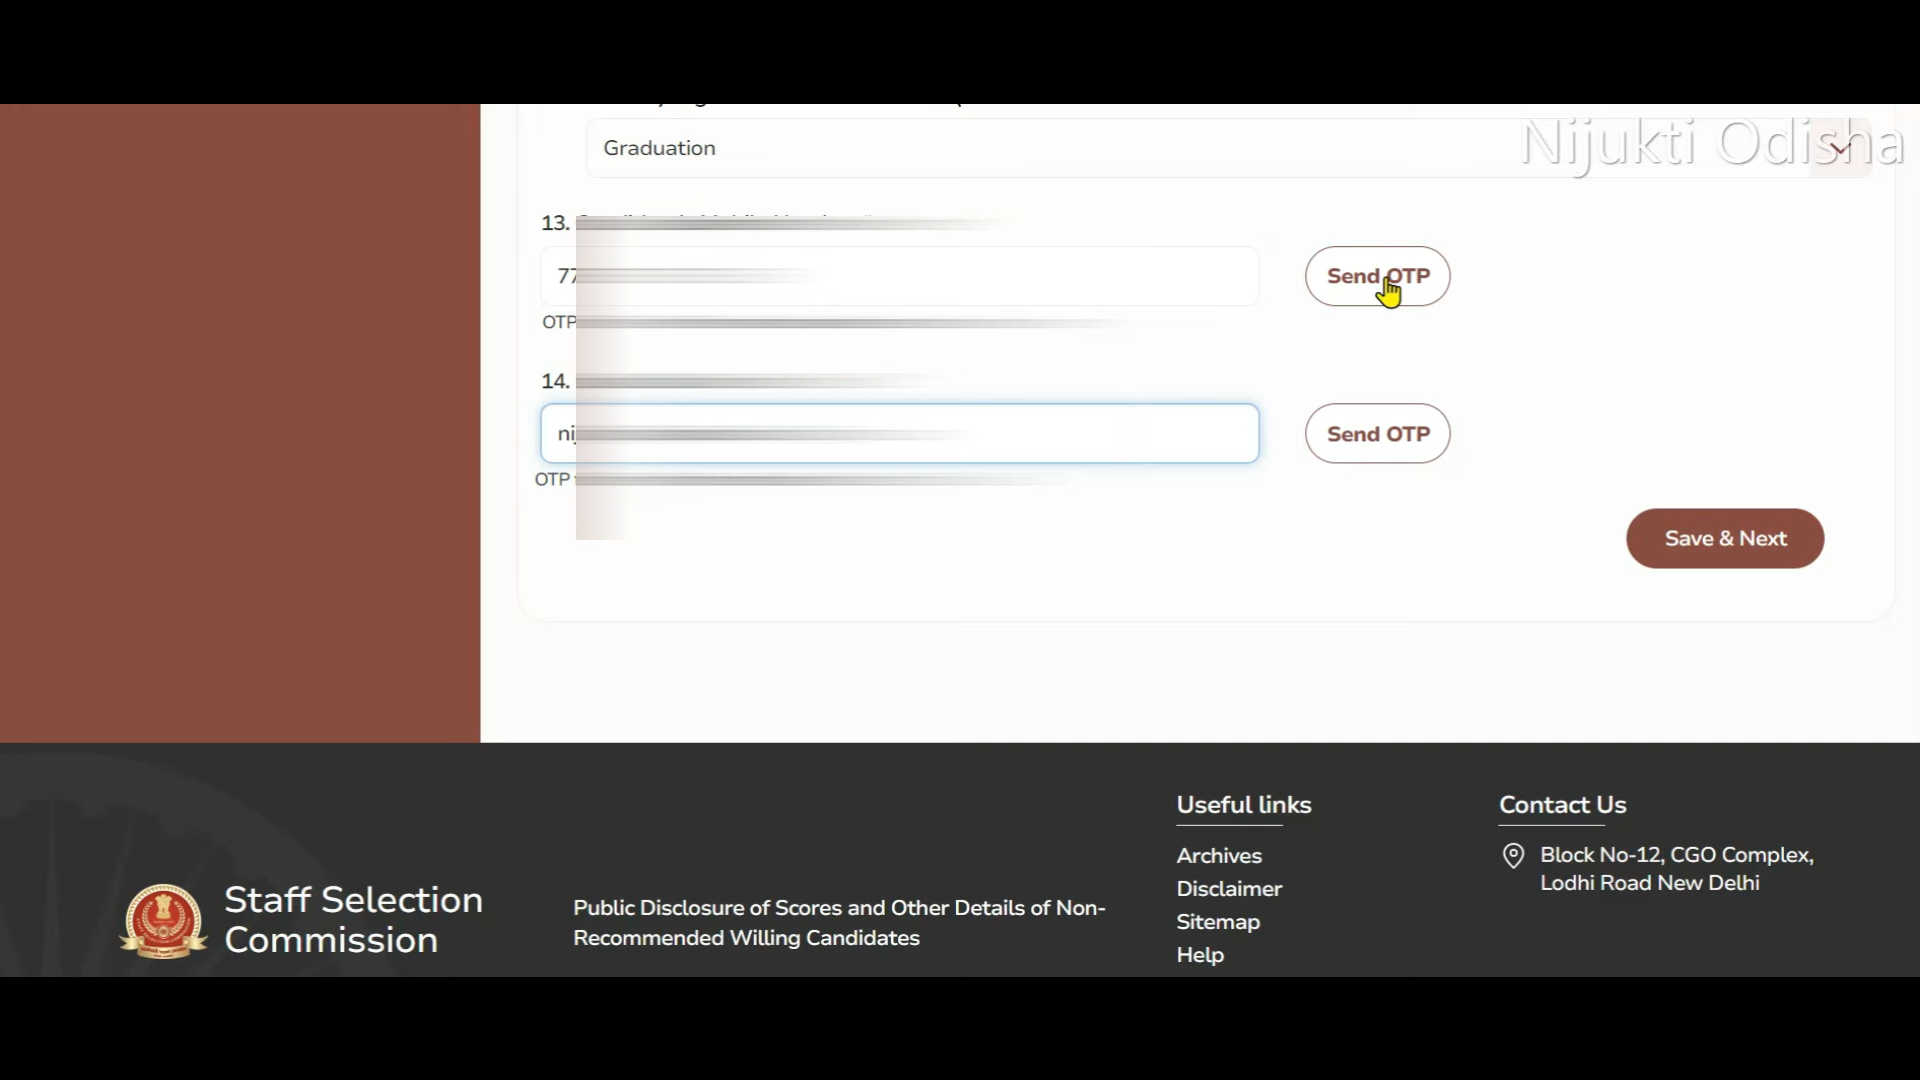 Graduation
Nijukti Odisha
13.
77
Send OTP
OTP
14.
Send OTP
OTP
Save & Next
Staff Selection
Commission
Public Disclosure of Scores and Other Details of Non-
Recommended Willing Candidates
Useful links
Archives
Disclaimer
Sitemap
Help
Contact Us
Block No-12, CGO Complex,
Lodhi Road New Delhi